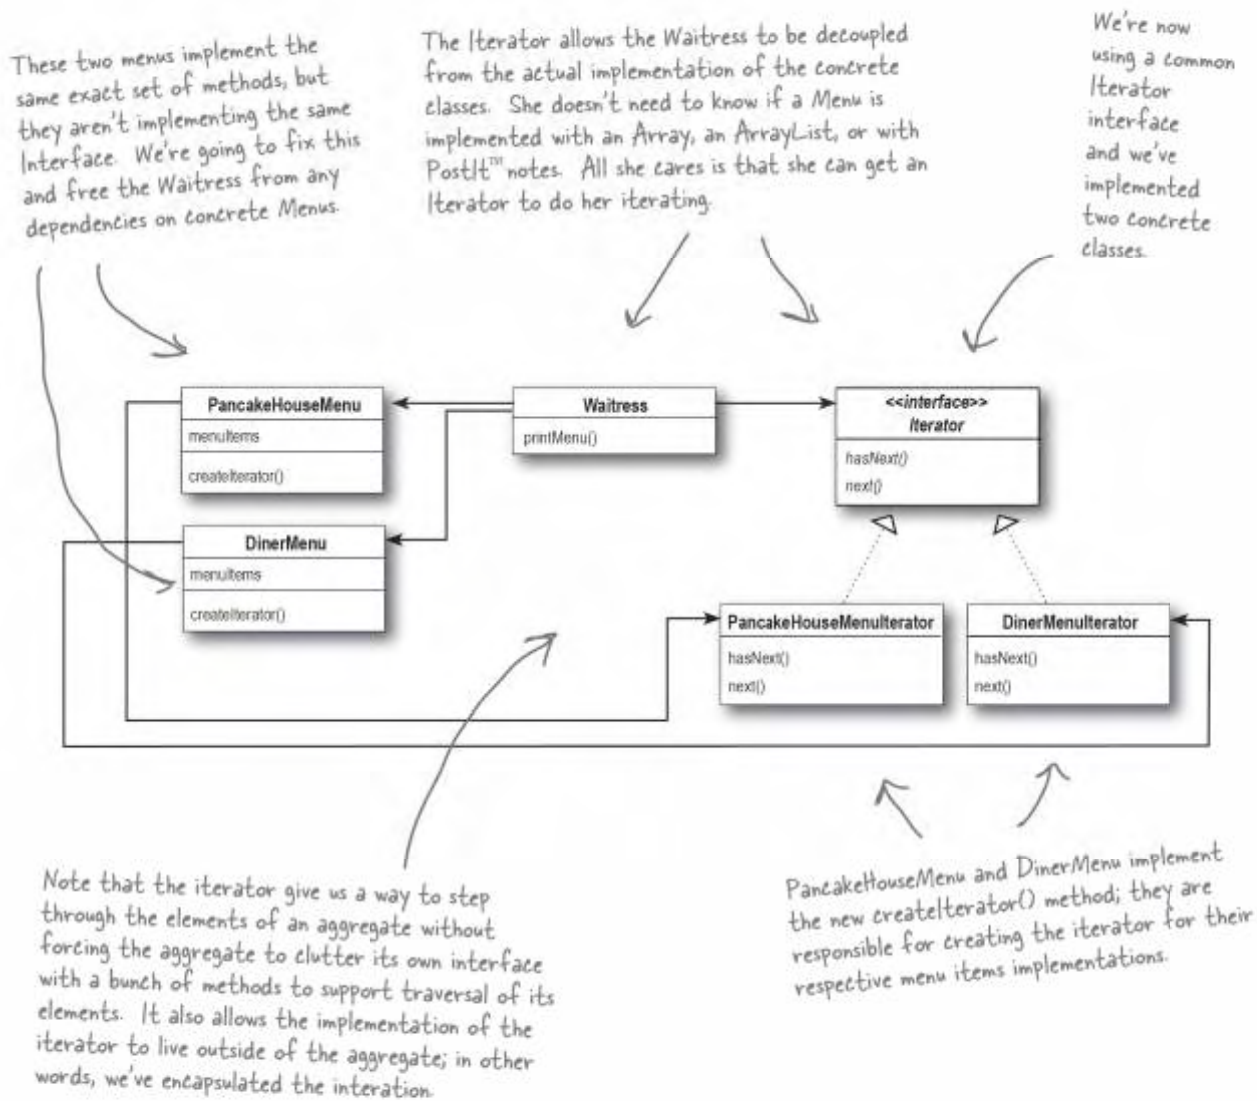 These two menus implement the
same exact set of methods, but
they aren't implementing the same
Interface. We're going to fix this
and free the Waitress from any
dependencies on concrete Menus.
The Iterator allows the Waitress to be decoupled
from the actual implementation of the concrete
classes. She doesn't need to know if a Menu is
implemented with an Array, an ArrayList, or with
PostIt™ notes. All she cares is that she can get an
Iterator to do her iterating.
We're now
using a common
Iterator
interface
and we've
implemented
two concrete
classes.
PancakeHouseMenu
menuItems
createIterator()
Waitress
printMenu()
<<interface>>
Iterator
hasNext()
next()
DinerMenu
menuItems
createIterator()
PancakeHouseMenuIterator
hasNext()
next()
DinerMenuIterator
hasNext()
next()
Note that the iterator give us a way to step
through the elements of an aggregate without
forcing the aggregate to clutter its own interface
with a bunch of methods to support traversal of its
elements. It also allows the implementation of the
iterator to live outside of the aggregate; in other
words, we've encapsulated the interation.
PancakeHouseMenu and DinerMenu implement
the new createIterator() method; they are
responsible for creating the iterator for their
respective menu items implementations.